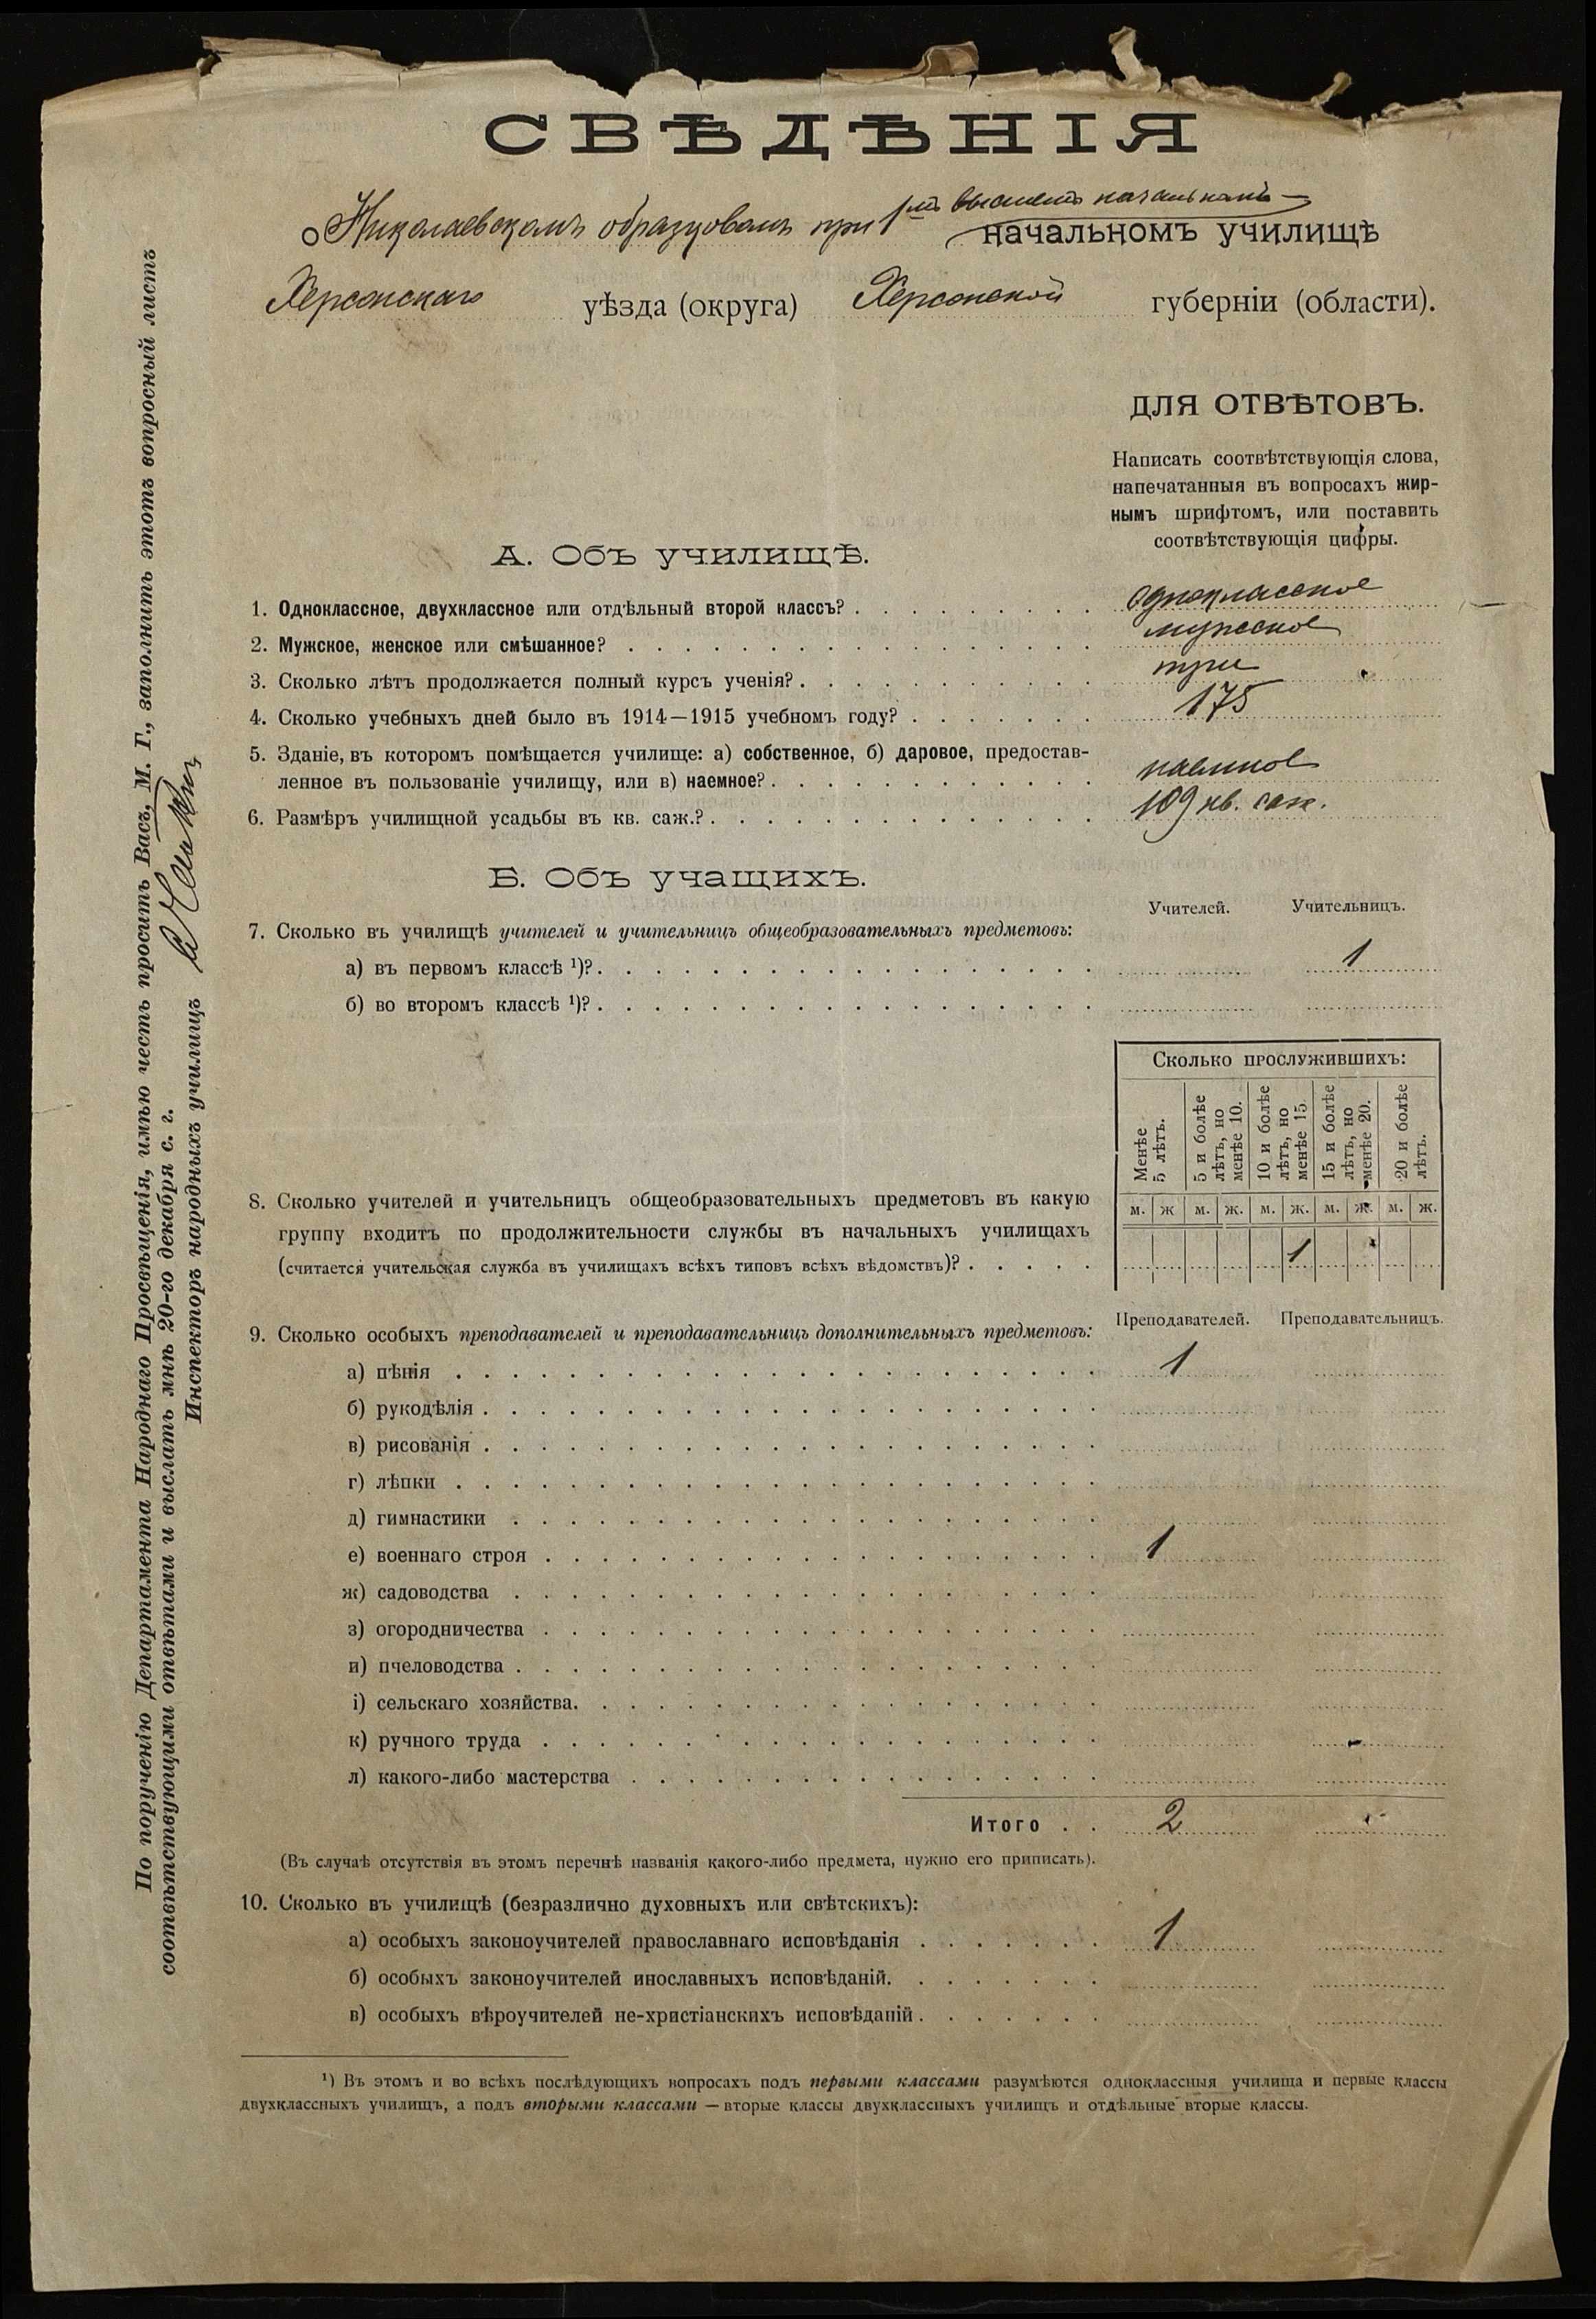 СВѢДѢНІЯ
о Николаевскомъ образцовомъ при 1мъ высшемъ начальномъ
начальномъ училищѣ
Херсонскаго уѣзда (округа) Херсонской губерніи (области).
ДЛЯ ОТВѢТОВЪ.
Написать соотвѣтствующія слова,
напечатанныя въ вопросахъ жир-
нымъ шрифтомъ, или поставить
соотвѣтствующія цифры.
А. Объ училищѣ.
1. Одноклассное, двухклассное или отдѣльный второй классъ? одноклассное
2. Мужское, женское или смѣшанное? мужское
3. Сколько лѣтъ продолжается полный курсъ ученія? три
4. Сколько учебныхъ дней было въ 1914—1915 учебномъ году? 175
5. Зданіе, въ которомъ помѣщается училище: а) собственное, б) даровое, предостав-
ленное въ пользованіе училищу, или в) наемное? наемное
6. Размѣръ училищной усадьбы въ кв. саж.? 109 кв. саж.
Б. Объ учащихъ.
Учителей. Учительницъ.
7. Сколько въ училищѣ учителей и учительницъ общеобразовательныхъ предметовъ:
а) въ первомъ классѣ ¹)? 1
б) во второмъ классѣ ¹)?
Сколько прослужившихъ:
Менѣе 5 лѣтъ.
5 и болѣе лѣтъ, но менѣе 10.
10 и болѣе лѣтъ, но менѣе 15.
15 и болѣе лѣтъ, но менѣе 20.
20 и болѣе лѣтъ.
м. ж м. ж. м. ж. м. ж. м. ж.
8. Сколько учителей и учительницъ общеобразовательныхъ предметовъ въ какую
группу входитъ по продолжительности службы въ начальныхъ училищахъ
(считается учительская служба въ училищахъ всѣхъ типовъ всѣхъ вѣдомствъ)? 1
Преподавателей. Преподавательницъ.
9. Сколько особыхъ преподавателей и преподавательницъ дополнительныхъ предметовъ:
а) пѣнія 1
б) рукодѣлія
в) рисованія
г) лѣпки
д) гимнастики
е) военнаго строя 1
ж) садоводства
з) огородничества
и) пчеловодства
і) сельскаго хозяйства.
к) ручного труда
л) какого-либо мастерства
Итого 2
(Въ случаѣ отсутствія въ этомъ перечнѣ названія какого-либо предмета, нужно его приписать).
10. Сколько въ училищѣ (безразлично духовныхъ или свѣтскихъ):
а) особыхъ законоучителей православнаго исповѣданія 1
б) особыхъ законоучителей инославныхъ исповѣданій.
в) особыхъ вѣроучителей не-христіанскихъ исповѣданій
¹) Въ этомъ и во всѣхъ послѣдующихъ вопросахъ подъ первыми классами разумѣются одноклассныя училища и первые классы
двухклассныхъ училищъ, а подъ вторыми классами — вторые классы двухклассныхъ училищъ и отдѣльные вторые классы.
По порученію Департамента Народнаго Просвѣщенія, имѣю честь просить Васъ, М. Г., заполнить этотъ вопросный листъ
соотвѣтствующими отвѣтами и выслать мнѣ 20-го декабря с. г.
Инспекторъ народныхъ училищъ